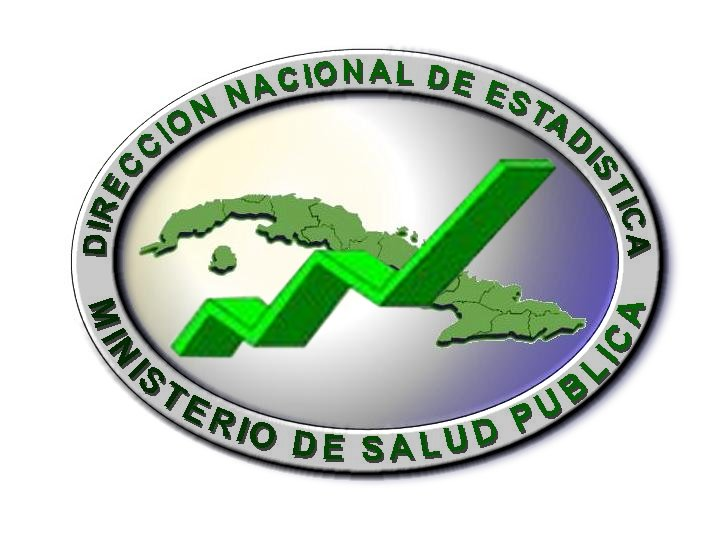 DIRECCION NACIONAL DE ESTADISTICA
MINISTERIO DE SALUD PUBLICA